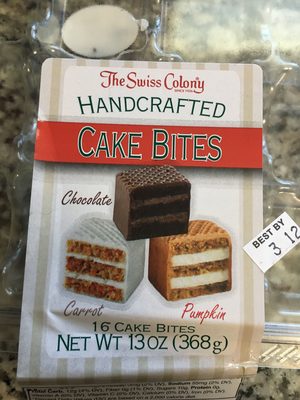 The Swiss Colony
SINCE 1926
HANDCRAFTED
CAKE BITES
Chocolate
BEST BY
3 12
Carrot
Pumpkin
16 CAKE BITES
NET WT 13 OZ (368g)